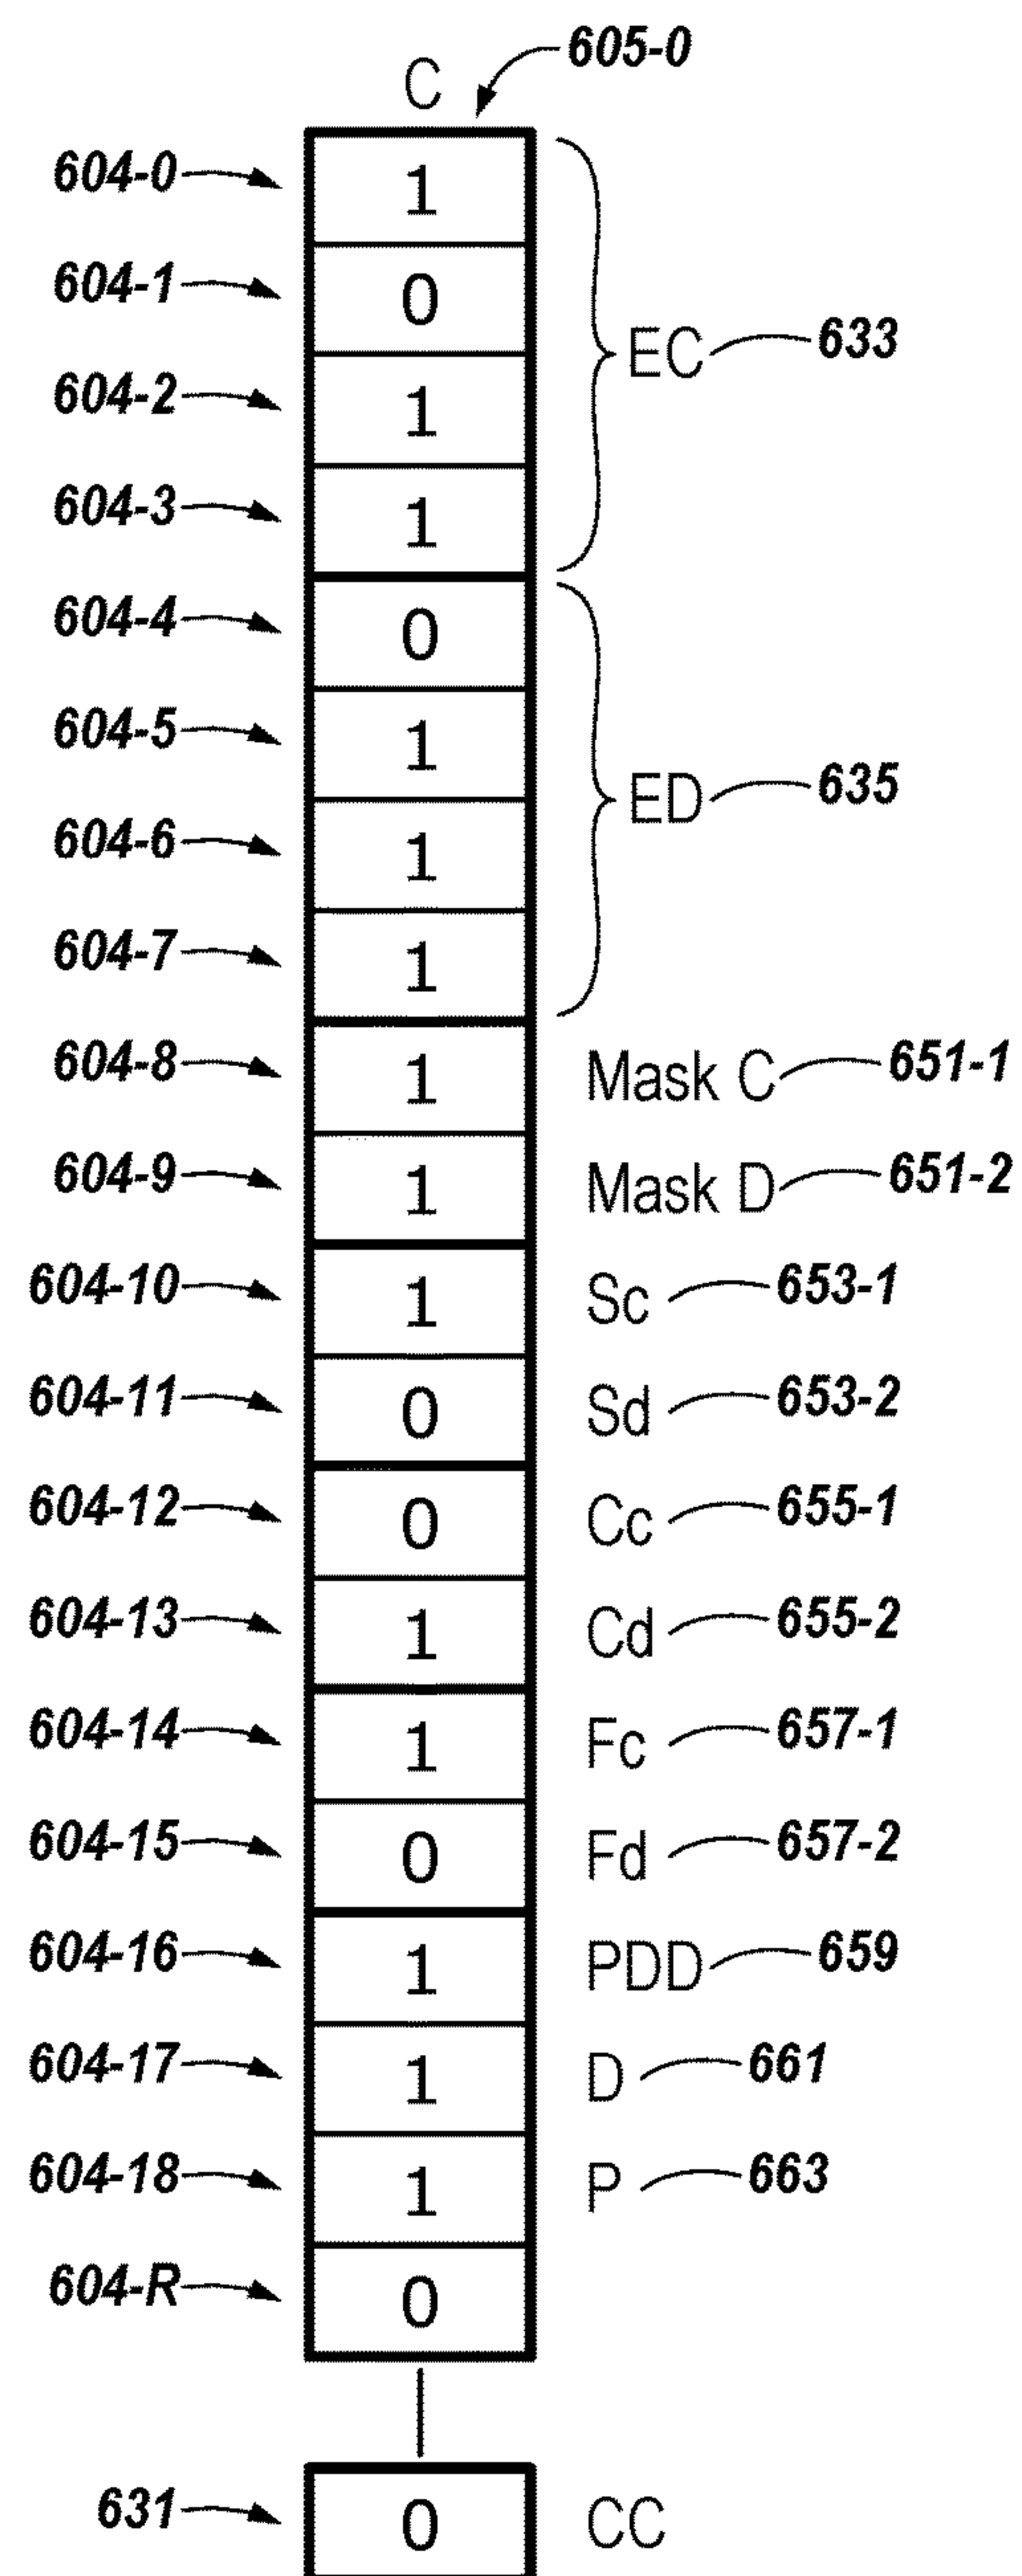 605-0
C
604-0 1
604-1 0
EC 633
604-2 1
604-3 1
604-4 0
604-5 1
ED 635
604-6 1
604-7 1
604-8 1 Mask C 651-1
604-9 1 Mask D 651-2
604-10 1 Sc 653-1
604-11 0 Sd 653-2
604-12 0 Cc 655-1
604-13 1 Cd 655-2
604-14 1 Fc 657-1
604-15 0 Fd 657-2
604-16 1 PDD 659
604-17 1 D 661
604-18 1 P 663
604-R 0
631 0 CC